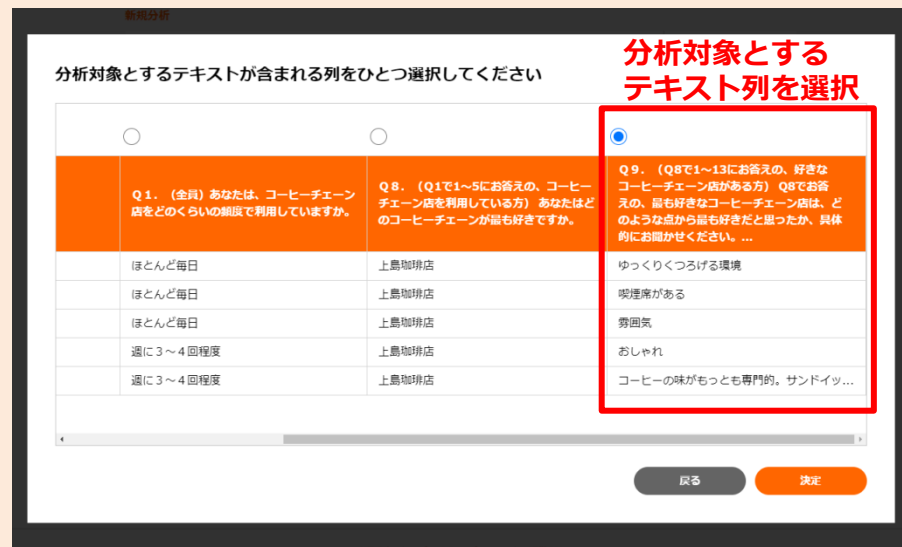 新規分析
分析対象とするテキストが含まれる列をひとつ選択してください
分析対象とする
テキスト列を選択
Q１．（全員）あなたは、コーヒーチェーン
店をどのくらいの頻度で利用していますか。
Q８．（Q1で1～5にお答えの、コーヒー
チェーン店を利用している方） あなたはど
のコーヒーチェーンが最も好きですか。
Q９．（Q8で1～13にお答えの、好きな
コーヒーチェーン店がある方） Q8でお答
えの、最も好きなコーヒーチェーン店は、ど
のような点から最も好きだと思ったか、具体
的にお聞かせください。...
ほとんど毎日 上島珈琲店 ゆっくりくつろげる環境
ほとんど毎日 上島珈琲店 喫煙席がある
ほとんど毎日 上島珈琲店 雰囲気
週に３～４回程度 上島珈琲店 おしゃれ
週に３～４回程度 上島珈琲店 コーヒーの味がもっとも専門的。サンドイッ...
戻る 決定